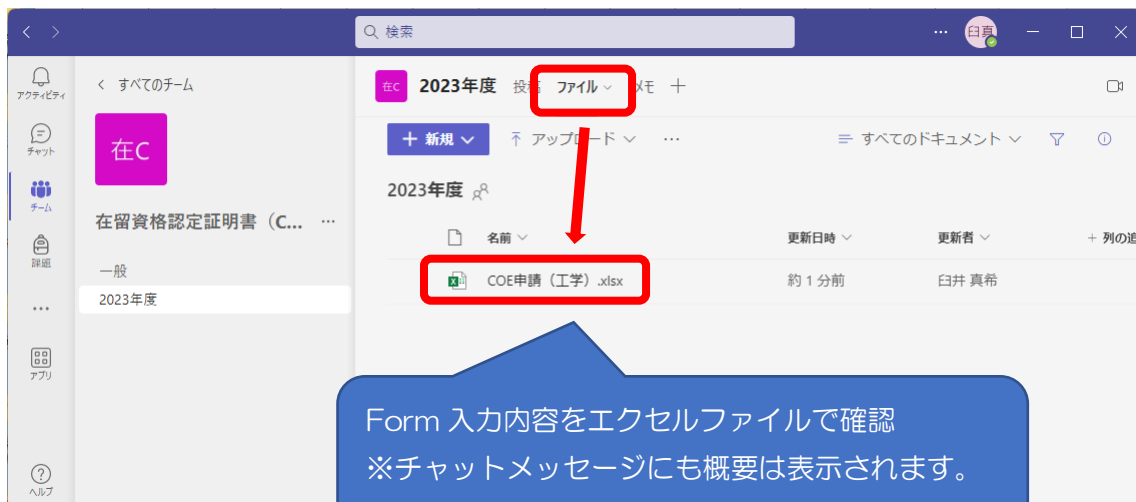 検索
臼真
アクティビティ
チャット
チーム
課題
アプリ
ヘルプ
すべてのチーム
在C
在留資格認定証明書（C...
一般
2023年度
在C 2023年度 投稿 ファイル メモ
新規 アップロード
すべてのドキュメント
2023年度
名前 更新日時 更新者 + 列の追
COE申請（工学）.xlsx 約 1 分前 臼井 真希
Form 入力内容をエクセルファイルで確認
※チャットメッセージにも概要は表示されます。